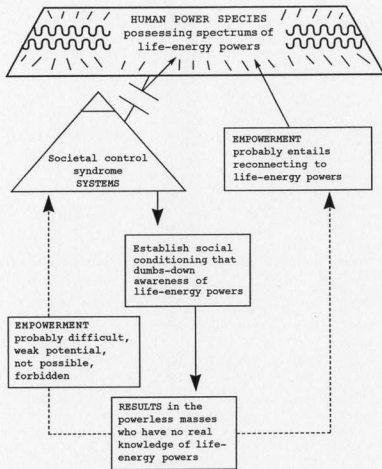 HUMAN POWER SPECIES
possessing spectrums of
life-energy powers
Societal control
syndrome
SYSTEMS
EMPOWERMENT
probably entails
reconnecting to
life-energy powers
Establish social
conditioning that
dumbs-down
awareness of
life-energy powers
EMPOWERMENT
probably difficult,
weak potential,
not possible,
forbidden
RESULTS in the
powerless masses
who have no real
knowledge of life-
energy powers